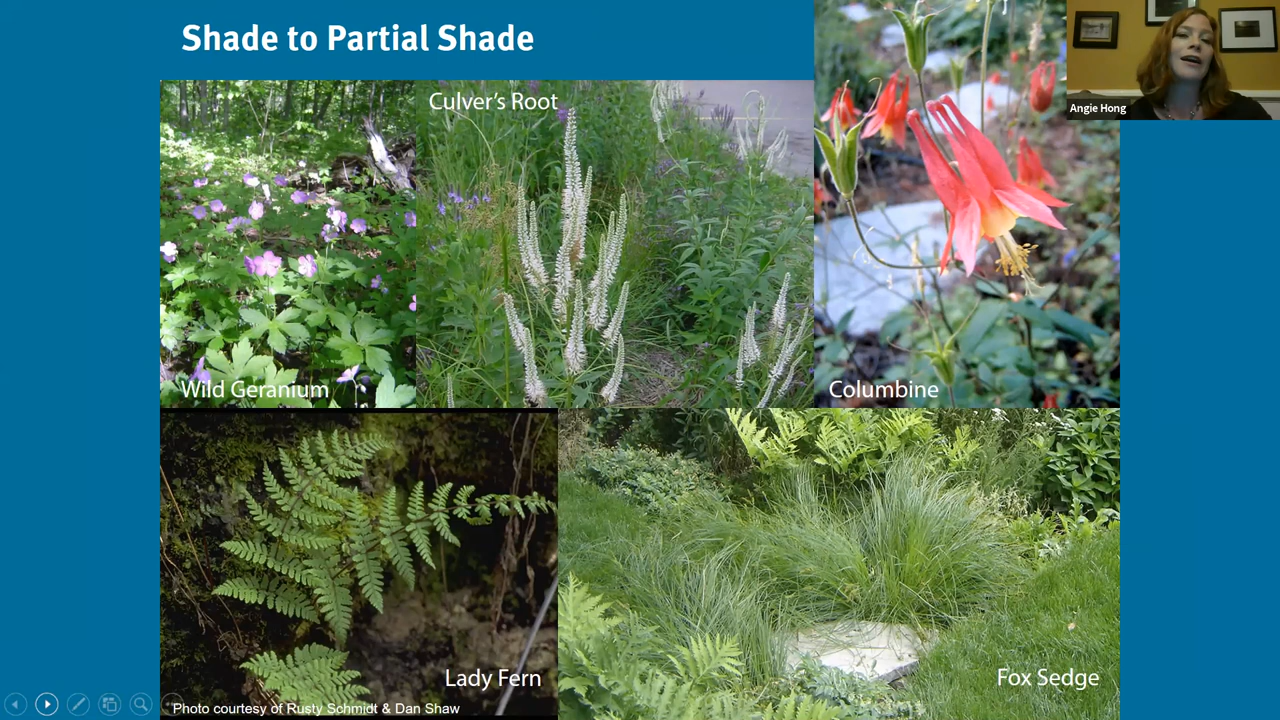 Shade to Partial Shade
Culver's Root
Angie Hong
Wild Geranium
Columbine
Lady Fern
Fox Sedge
Photo courtesy of Rusty Schmidt & Dan Shaw